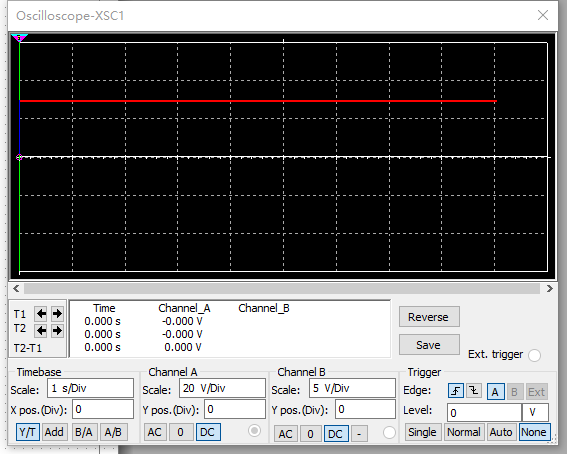 Oscilloscope-XSC1
Time Channel_A Channel_B
T1 0.000 s -0.000 V
T2 0.000 s -0.000 V
T2-T1 0.000 s 0.000 V
Reverse
Save
Ext. trigger
Timebase
Scale: 1 s/Div
X pos.(Div): 0
Y/T Add B/A A/B
Channel A
Scale: 20 V/Div
Y pos.(Div): 0
AC 0 DC
Channel B
Scale: 5 V/Div
Y pos.(Div): 0
AC 0 DC -
Trigger
Edge: A B Ext
Level: 0 V
Single Normal Auto None